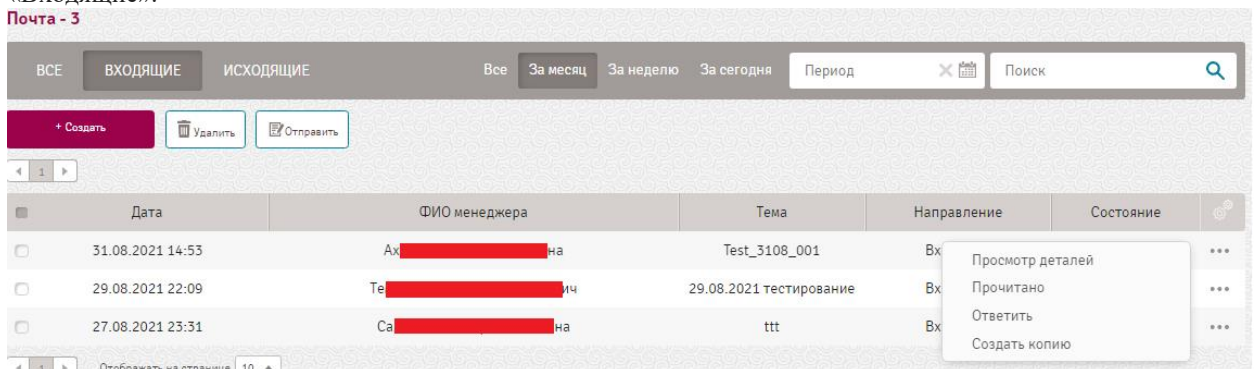 «Входящие».
Почта - 3
ВСЕ ВХОДЯЩИЕ ИСХОДЯЩИЕ Все За месяц За неделю За сегодня Период Поиск
+ Создать Удалить Отправить
1
Дата ФИО менеджера Тема Направление Состояние
31.08.2021 14:53 Ах на Test_3108_001 Вх
Просмотр деталей
29.08.2021 22:09 Те ич 29.08.2021 тестирование Вх Прочитано
Ответить
27.08.2021 23:31 Са на ttt Вх
Создать копию
1 Отображать на странице 10